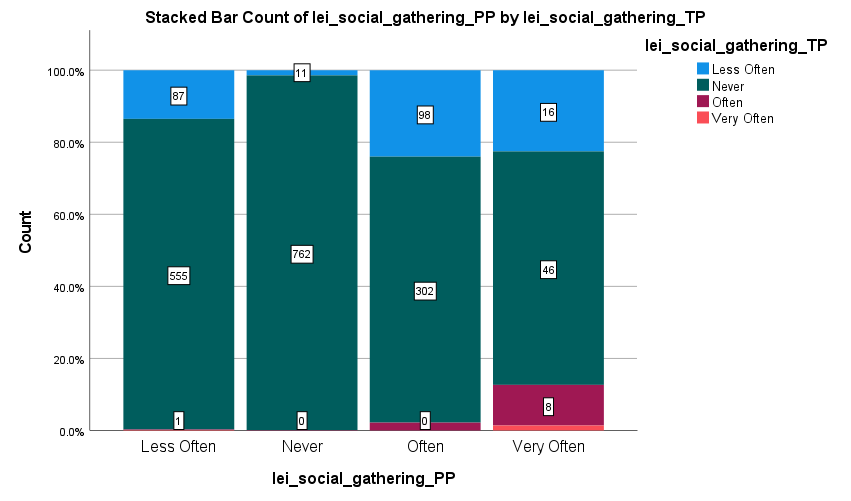 Stacked Bar Count of lei_social_gathering_PP by lei_social_gathering_TP
lei_social_gathering_TP
Less Often
Never
Often
Very Often
100.0%
80.0%
60.0%
40.0%
20.0%
0.0%
Count
87
11
98
16
555
762
302
46
1
0
0
8
Less Often
Never
Often
Very Often
lei_social_gathering_PP